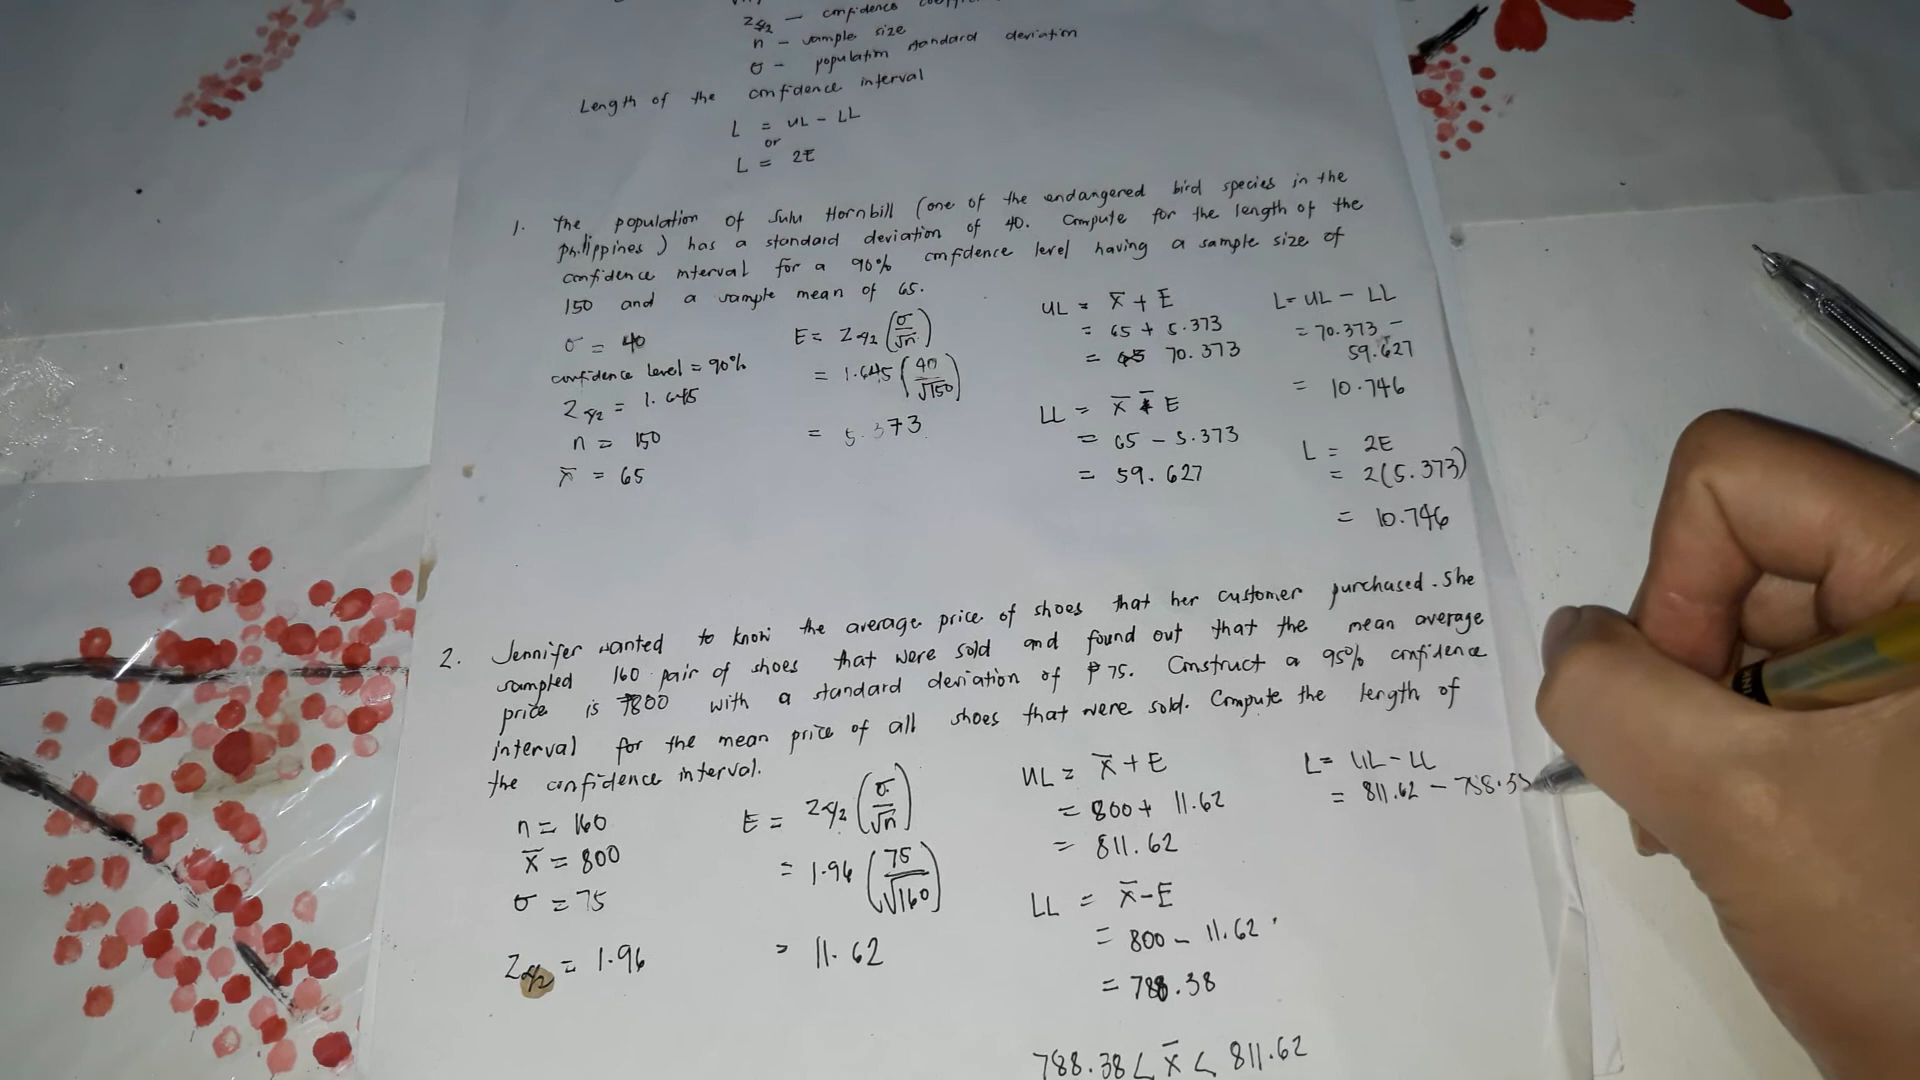 Zα/2 — confidence
n – sample size
σ – population standard deviation
Length of the confidence interval
L = UL – LL
or
L = 2E
1. The population of Sulu Hornbill (one of the endangered bird species in the
Philippines) has a standard deviation of 40. Compute for the length of the
confidence interval for a 90% confidence level having a sample size of
150 and a sample mean of 65.
σ = 40
confidence level = 90%
Zα/2 = 1.645
n = 150
x̄ = 65
E = Zα/2 (σ/√n)
= 1.645 (40/√150)
= 5.373
UL = x̄ + E
= 65 + 5.373
= 70.373
LL = x̄ - E
= 65 – 5.373
= 59.627
L = UL – LL
= 70.373 –
59.627
= 10.746
L = 2E
= 2(5.373)
= 10.746
2. Jennifer wanted to know the average price of shoes that her customer purchased. She
sampled 160 pair of shoes that were sold and found out that the mean average
price is ₱800 with a standard deviation of ₱75. Construct a 95% confidence
interval for the mean price of all shoes that were sold. Compute the length of
the confidence interval.
n = 160
x̄ = 800
σ = 75
Zα/2 = 1.96
E = Zα/2 (σ/√n)
= 1.96 (75/√160)
= 11.62
UL = x̄ + E
= 800 + 11.62
= 811.62
LL = x̄ – E
= 800 – 11.62
= 788.38
788.38 < x̄ < 811.62
L = UL – LL
= 811.62 – 788.3